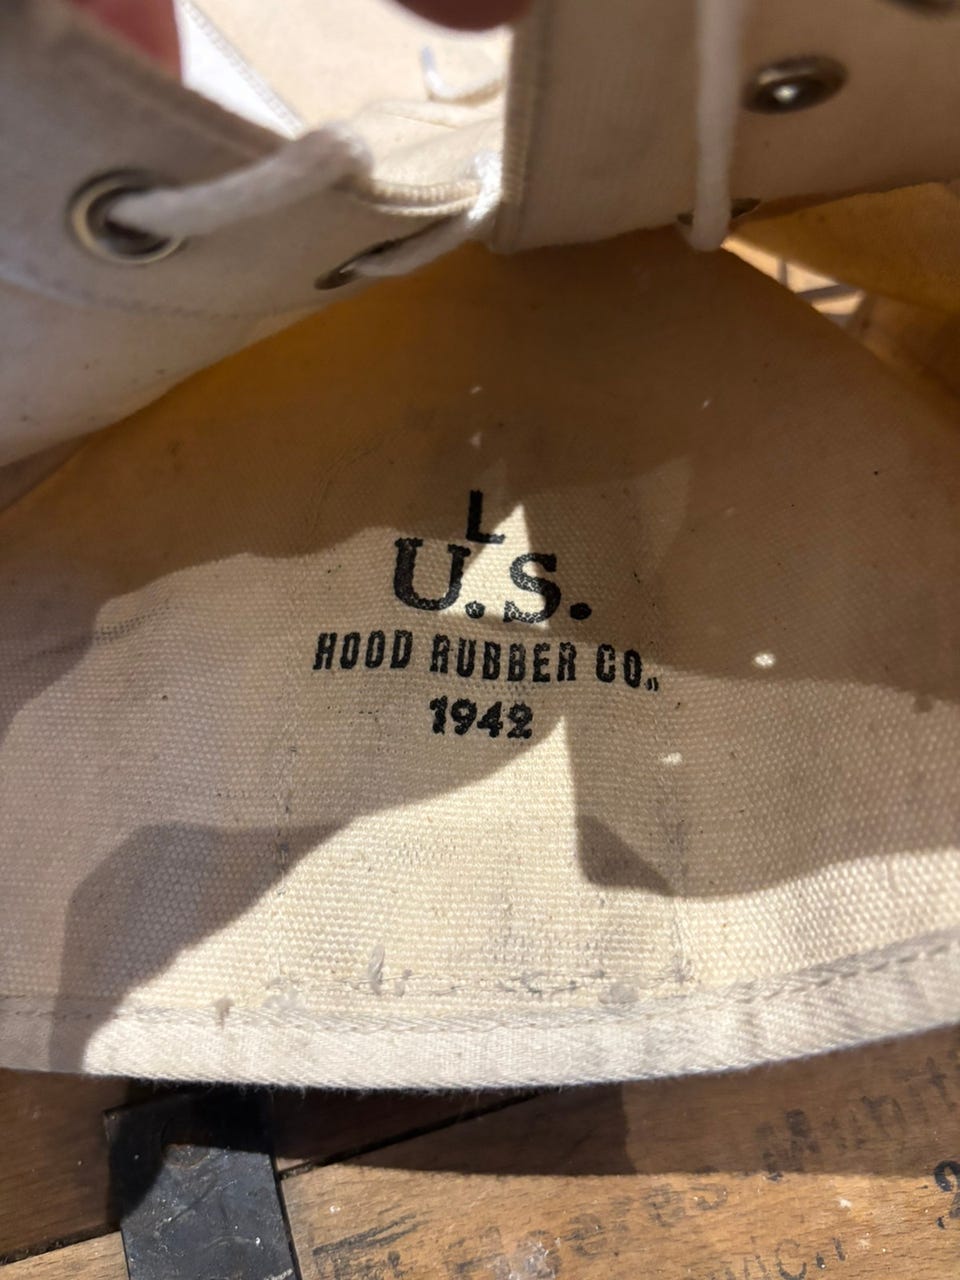 L
U.S.
HOOD RUBBER CO.,
1942